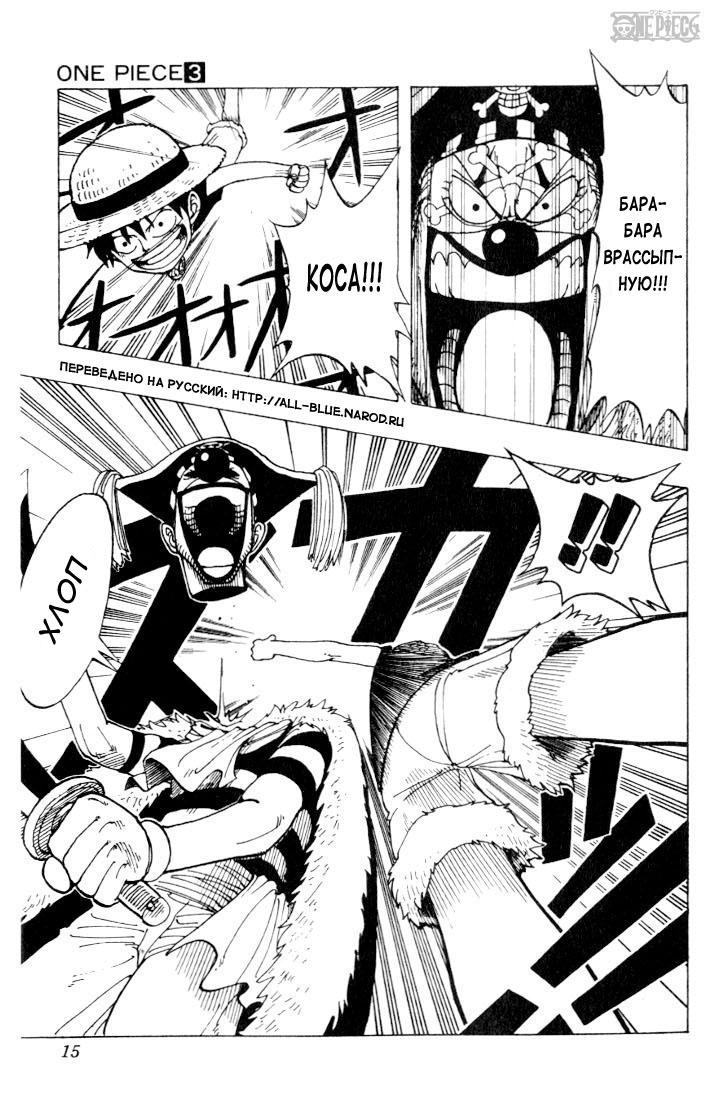 ONE PIECE
ONE PIECE 3
БАРА-
БАРА
ВРАССЫП-
НУЮ!!!
КОСА!!!
ПЕРЕВЕДЕНО НА РУССКИЙ: HTTP://ALL-BLUE.NAROD.RU
!!
ХЛОП
15